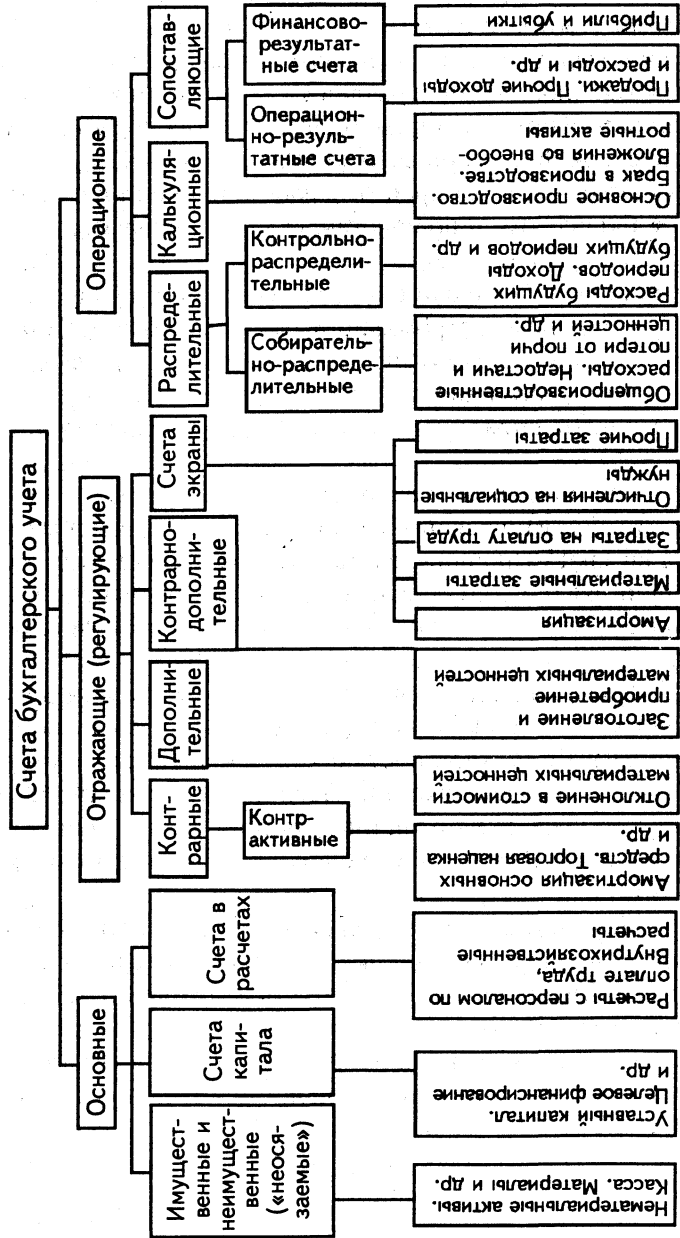 Счета бухгалтерского учета
Основные
Отражающие (регулирующие)
Операционные
Имущест-
венные и
неимущест-
венные
(«неося-
заемые»)
Счета
капи-
тала
Счета в
расчетах
Конт-
рарные
Дополни-
тельные
Контрарно-
дополни-
тельные
Счета
экраны
Распреде-
лительные
Калькуля-
ционные
Сопостав-
ляющие
Контр-
активные
Собиратель-
но-распреде-
лительные
Контрольно-
распредели-
тельные
Операцион-
но-резуль-
татные счета
Финансово-
результат-
ные счета
Нематериальные активы.
Касса. Материалы и др.
Уставный капитал.
Целевое финансирование
и др.
Расчеты с персоналом по
оплате труда,
Внутрихозяйственные
расчеты
Амортизация основных
средств. Торговая наценка
и др.
Отклонение в стоимости
материальных ценностей
Заготовление и
приобретение
материальных ценностей
Амортизация
Материальные затраты
Затраты на оплату труда
Отчисления на социальные
нужды
Прочие затраты
Общепроизводственные
расходы. Недостачи и
потери от порчи
ценностей и др.
Расходы будущих
периодов. Доходы
будущих периодов и др.
Основное производство.
Брак в производстве.
Вложения во внеобо-
ротные активы
Продажи. Прочие доходы
и расходы и др.
Прибыли и убытки